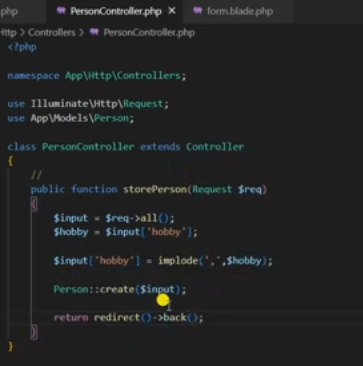 .php
PersonController.php ×
form.blade.php
Http > Controllers > PersonController.php
<?php
namespace App\Http\Controllers;
use Illuminate\Http\Request;
use App\Models\Person;
class PersonController extends Controller
{
//
public function storePerson(Request $req)
{
$input = $req->all();
$hobby = $input['hobby'];
$input['hobby'] = implode(',',$hobby);
Person::create($input);
return redirect()->back();
}
}